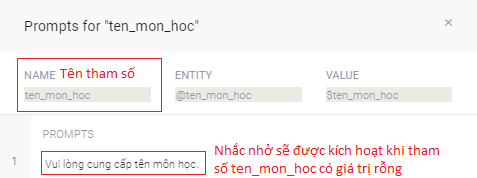 Prompts for "ten_mon_hoc"
×
NAME Tên tham số
ENTITY
VALUE
ten_mon_hoc
@ten_mon_hoc
$ten_mon_hoc
PROMPTS
1
Vui lòng cung cấp tên môn học.
Nhắc nhở sẽ được kích hoạt khi tham
số ten_mon_hoc có giá trị rỗng